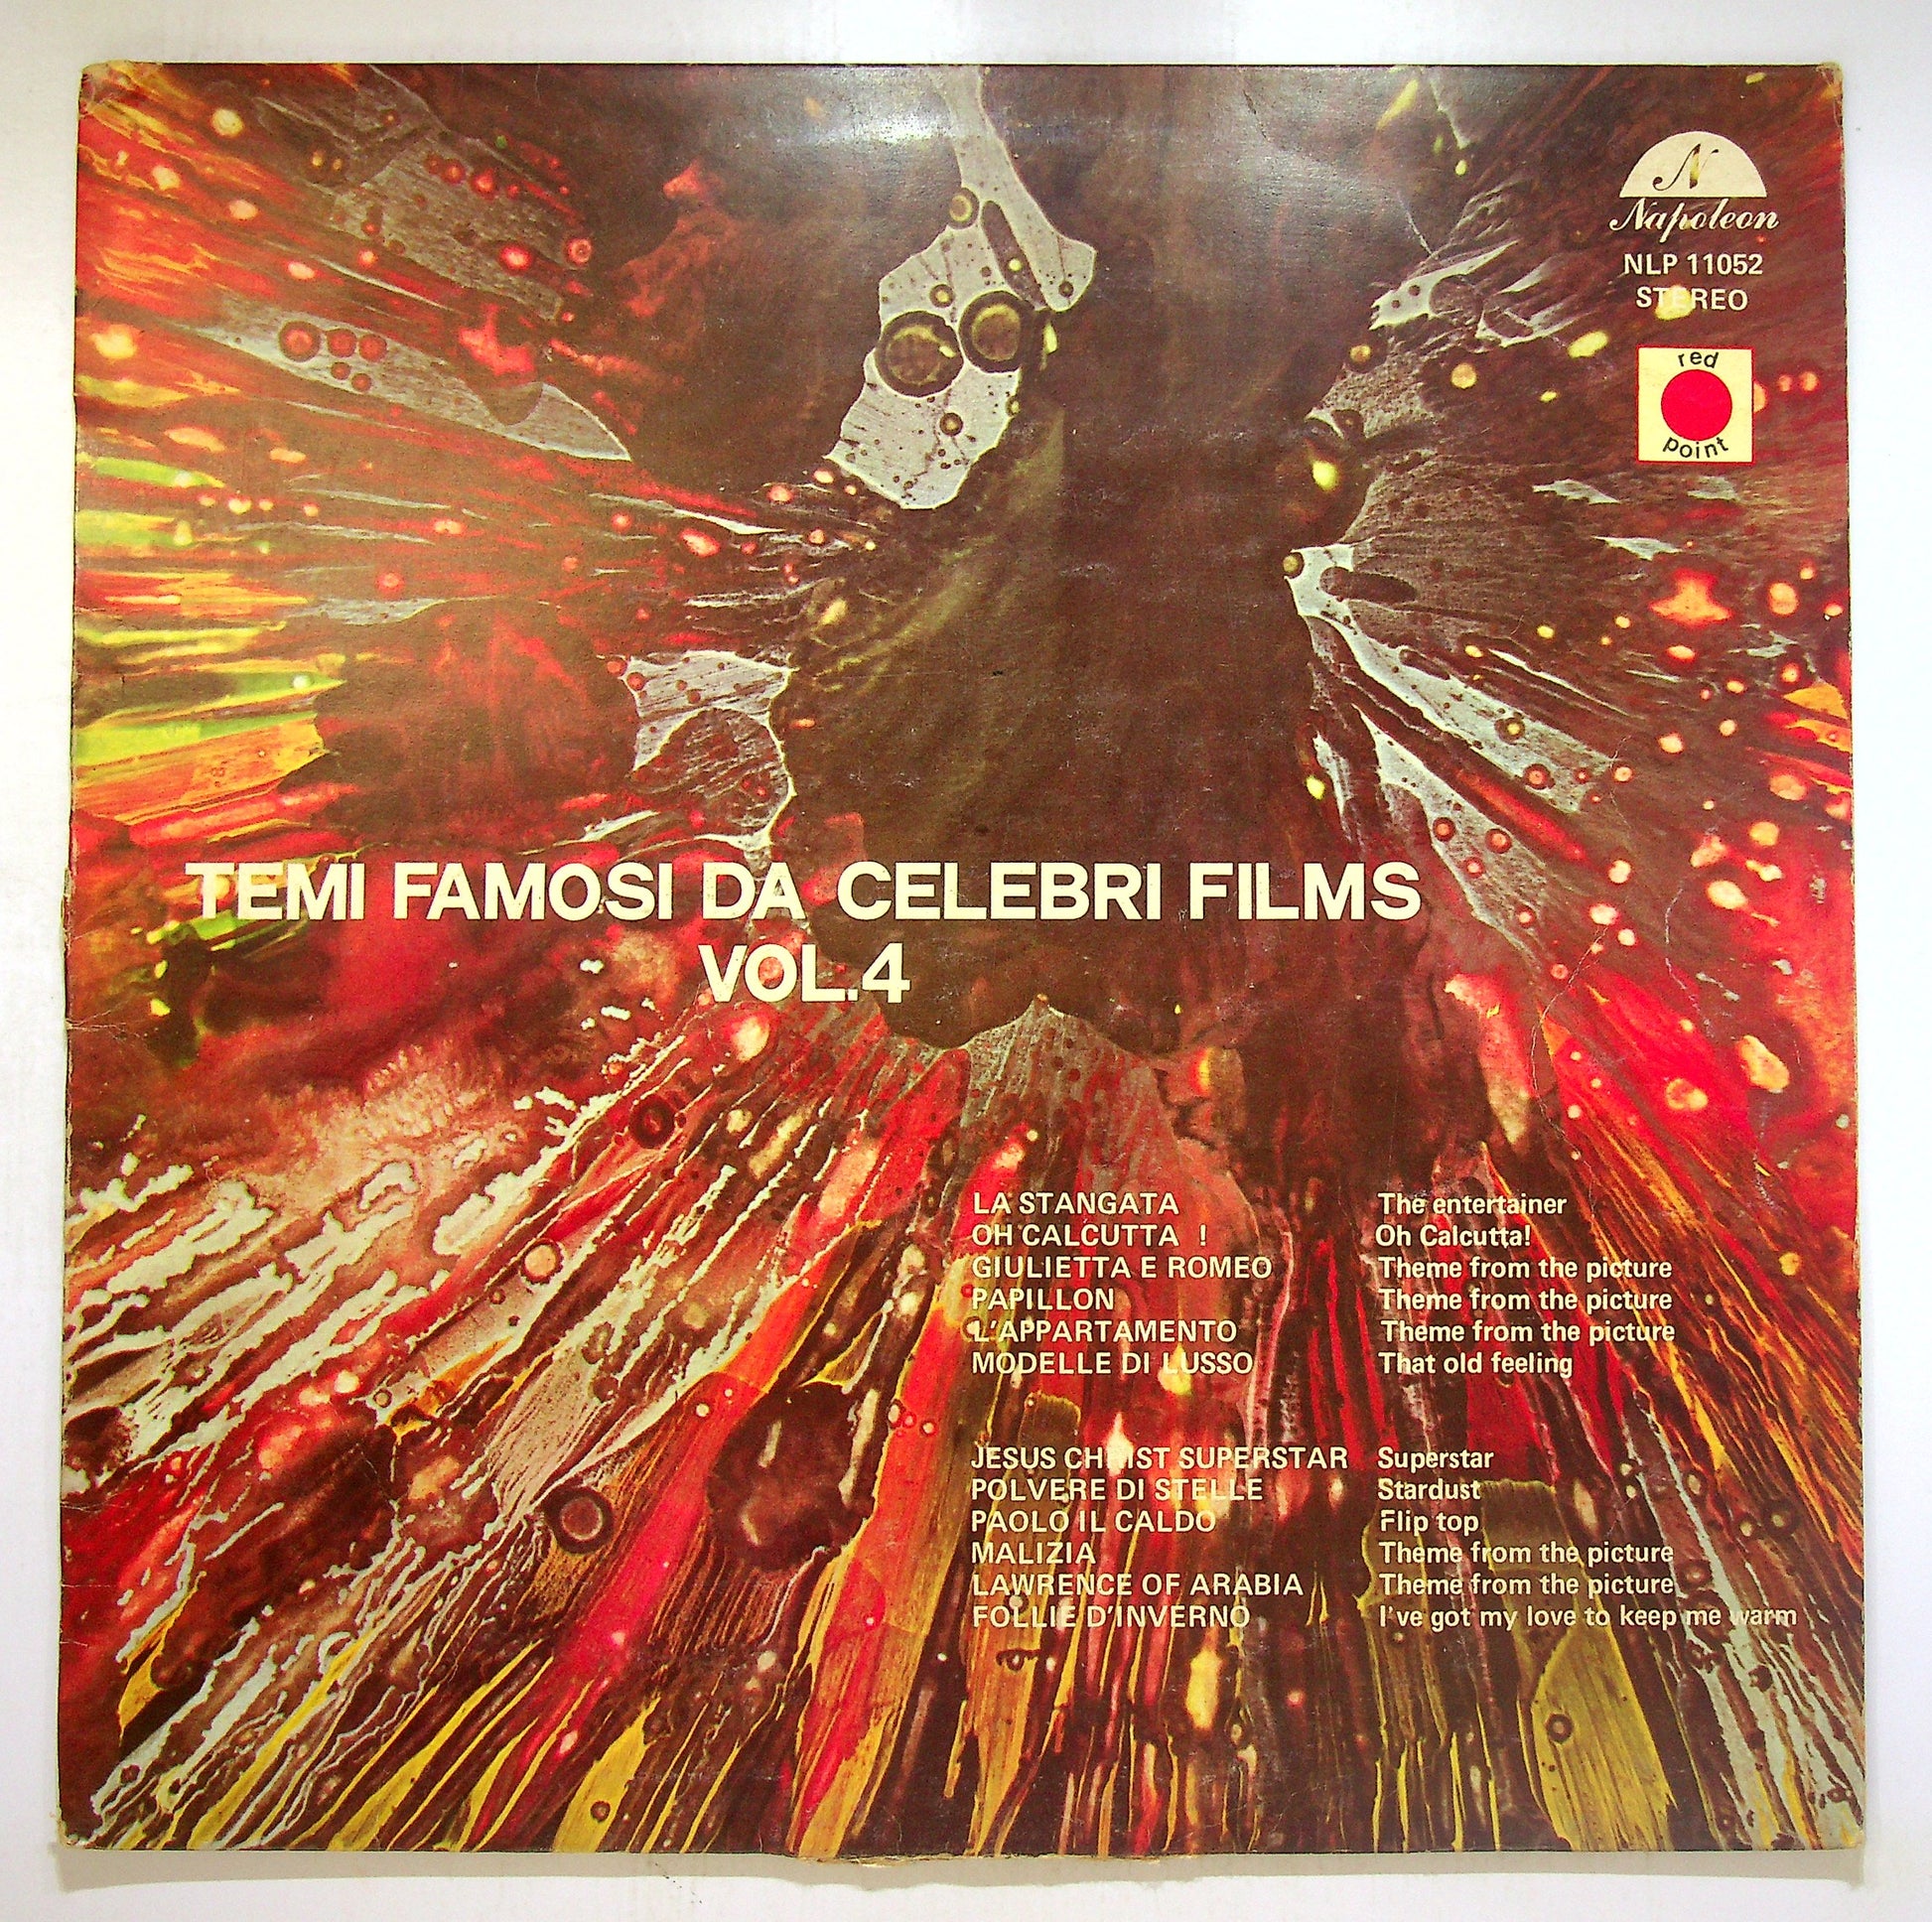 N
Napoleon
NLP 11052
STEREO
red
point
TEMI FAMOSI DA CELEBRI FILMS
VOL.4
LA STANGATA The entertainer
OH CALCUTTA ! Oh Calcutta!
GIULIETTA E ROMEO Theme from the picture
PAPILLON Theme from the picture
L'APPARTAMENTO Theme from the picture
MODELLE DI LUSSO That old feeling
JESUS CHRIST SUPERSTAR Superstar
POLVERE DI STELLE Stardust
PAOLO IL CALDO Flip top
MALIZIA Theme from the picture
LAWRENCE OF ARABIA Theme from the picture
FOLLIE D'INVERNO I've got my love to keep me warm